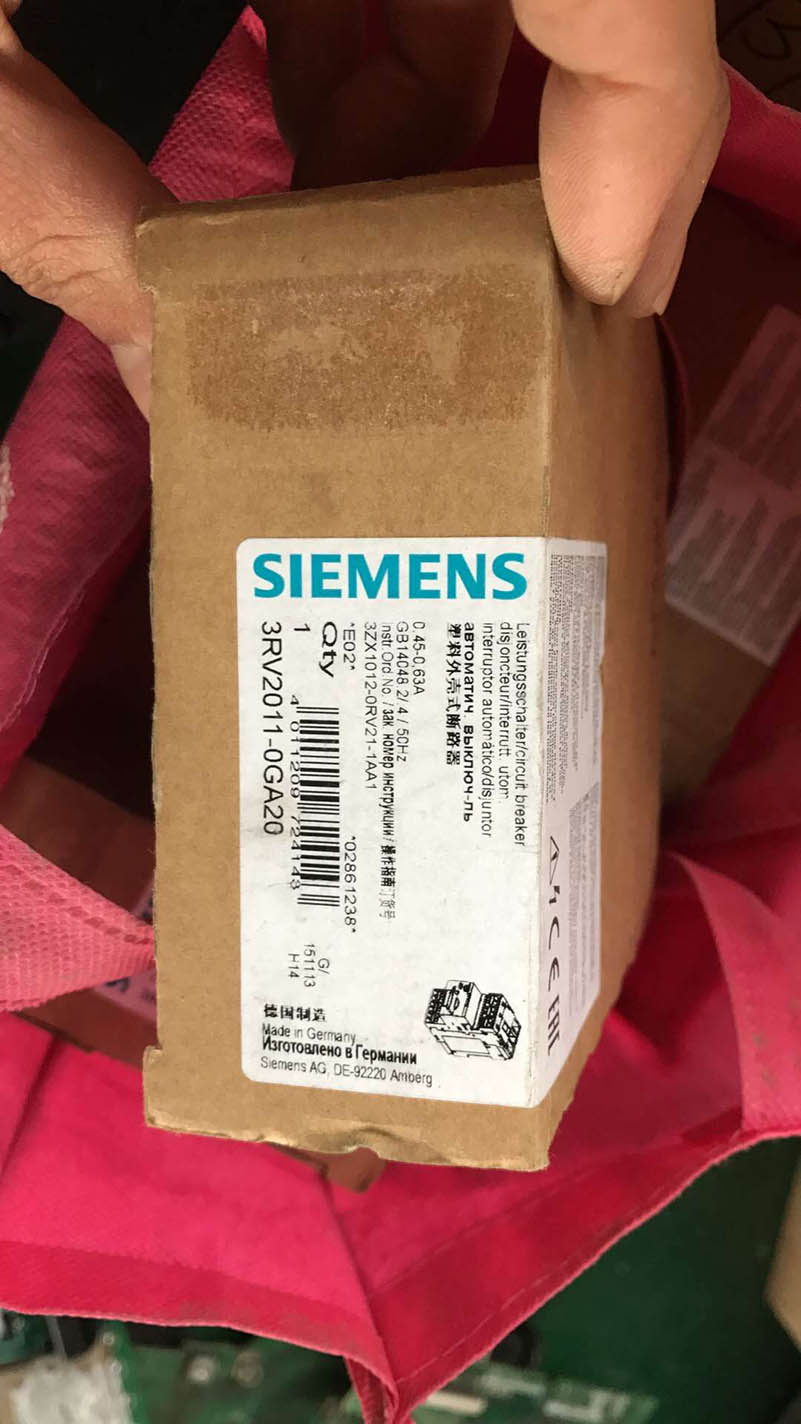 SIEMENS
Leistungsschalter/circuit breaker
disjoncteur/interrutt. utom.
interruptor automático/disjuntor
автоматич. выключ-ль
塑料外壳式断路器
0.45-0,63A
GB14048.2/4 / 50Hz
Instr.Ord.No. / зак. номер инструкции / 操作指南订货号
3ZX1012-0RV21-1AA1
*E02* *02861238*
Qty
1
4 011209 724143
3RV2011-0GA20
G/
151113
H14
德国制造
Made in Germany
Изготовлено в Германии
Siemens AG, DE-92220 Amberg
CE EAC